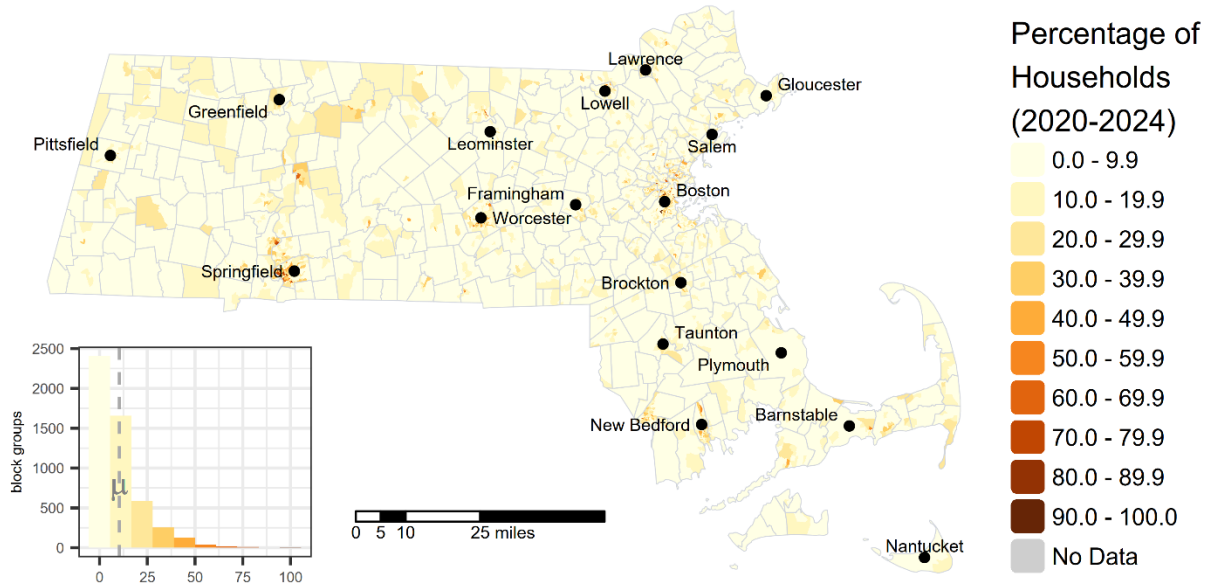 Percentage of
Households
(2020-2024)
0.0 - 9.9
10.0 - 19.9
20.0 - 29.9
30.0 - 39.9
40.0 - 49.9
50.0 - 59.9
60.0 - 69.9
70.0 - 79.9
80.0 - 89.9
90.0 - 100.0
No Data
Lawrence
Gloucester
Lowell
Greenfield
Leominster
Salem
Pittsfield
Framingham
Boston
Worcester
Springfield
Brockton
Taunton
Plymouth
New Bedford
Barnstable
Nantucket
0 5 10 25 miles
2500
2000
1500
1000
500
0
block groups
μ
0 25 50 75 100